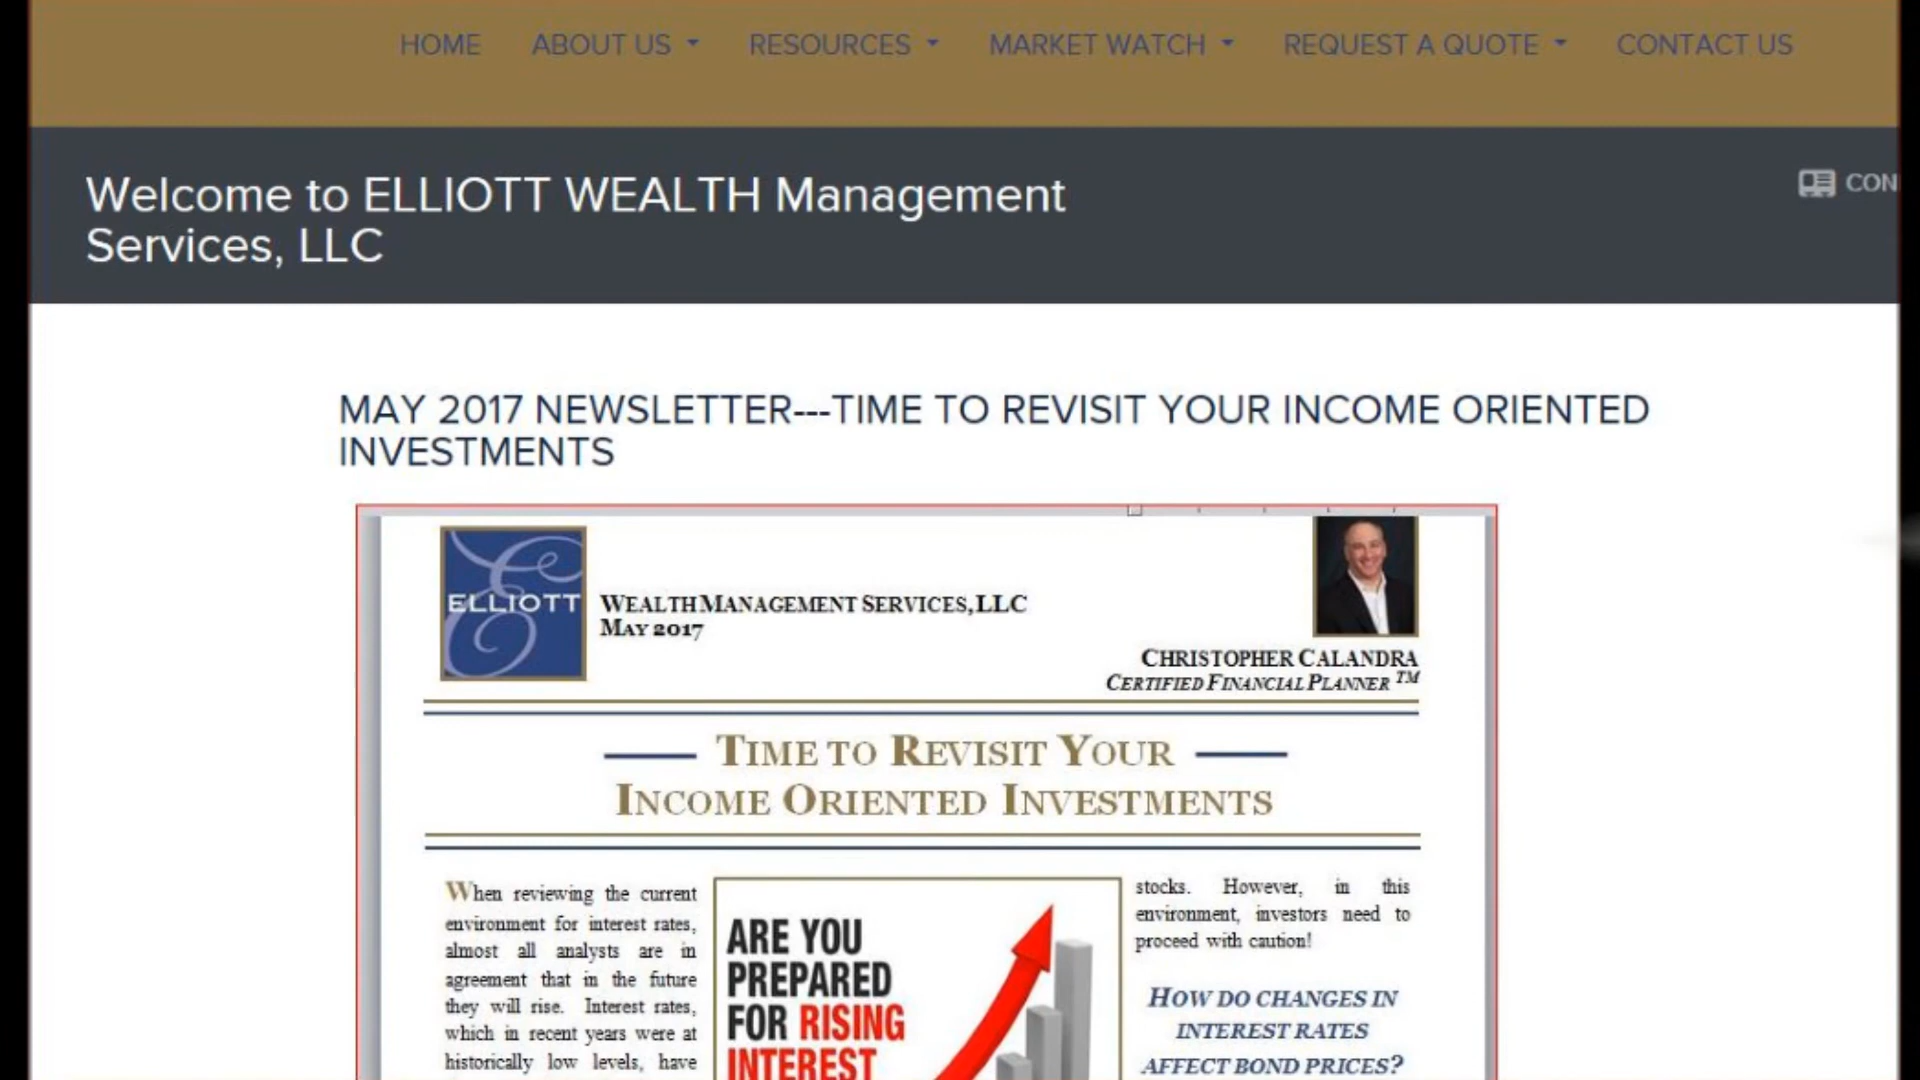 HOME ABOUT US RESOURCES MARKET WATCH REQUEST A QUOTE CONTACT US
Welcome to ELLIOTT WEALTH Management
Services, LLC
MAY 2017 NEWSLETTER---TIME TO REVISIT YOUR INCOME ORIENTED
INVESTMENTS
ELLIOTT
WEALTH MANAGEMENT SERVICES, LLC
MAY 2017
CHRISTOPHER CALANDRA
CERTIFIED FINANCIAL PLANNER TM
TIME TO REVISIT YOUR
INCOME ORIENTED INVESTMENTS
When reviewing the current
environment for interest rates,
almost all analysts are in
agreement that in the future
they will rise. Interest rates,
which in recent years were at
historically low levels, have
ARE YOU
PREPARED
FOR RISING
INTEREST
stocks. However, in this
environment, investors need to
proceed with caution!
HOW DO CHANGES IN
INTEREST RATES
AFFECT BOND PRICES?